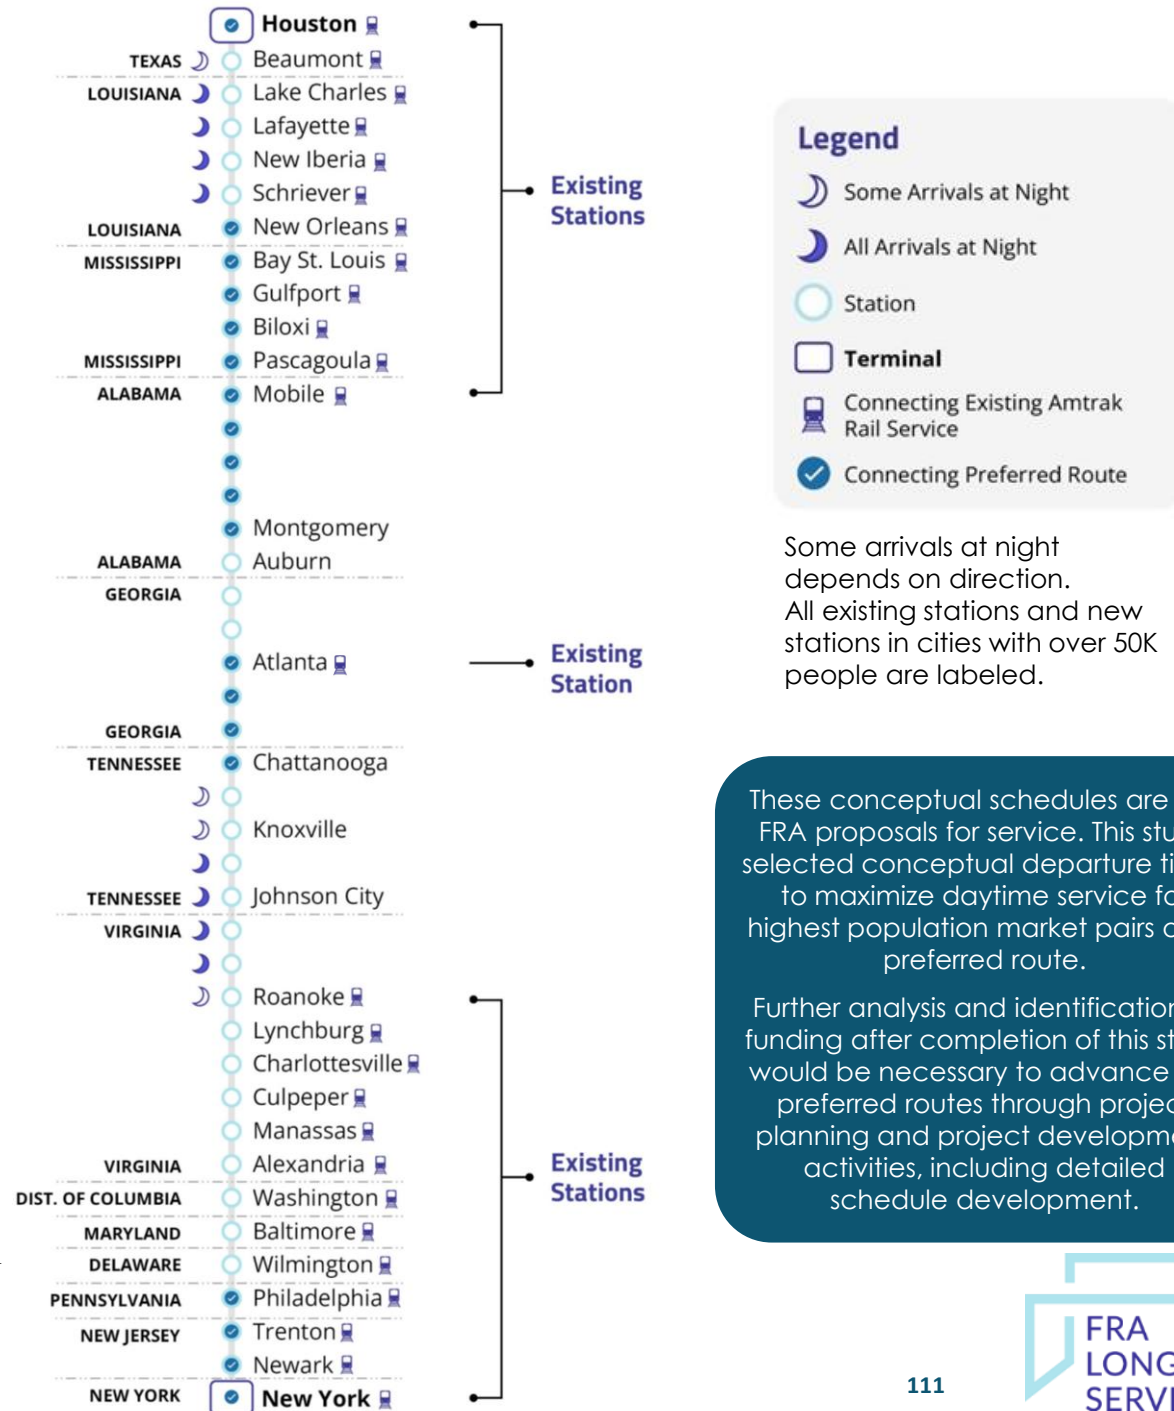 Houston
TEXAS Beaumont
LOUISIANA Lake Charles
Lafayette
New Iberia
Schriever
LOUISIANA New Orleans
MISSISSIPPI Bay St. Louis
Gulfport
Biloxi
MISSISSIPPI Pascagoula
ALABAMA Mobile
Existing
Stations
Montgomery
ALABAMA Auburn
GEORGIA
Atlanta
Existing
Station
GEORGIA
TENNESSEE Chattanooga
Knoxville
TENNESSEE Johnson City
VIRGINIA
Roanoke
Lynchburg
Charlottesville
Culpeper
Manassas
VIRGINIA Alexandria
DIST. OF COLUMBIA Washington
MARYLAND Baltimore
DELAWARE Wilmington
PENNSYLVANIA Philadelphia
NEW JERSEY Trenton
Newark
NEW YORK New York
Existing
Stations
Legend
Some Arrivals at Night
All Arrivals at Night
Station
Terminal
Connecting Existing Amtrak
Rail Service
Connecting Preferred Route
Some arrivals at night
depends on direction.
All existing stations and new
stations in cities with over 50K
people are labeled.
These conceptual schedules are
FRA proposals for service. This
selected conceptual departure
to maximize daytime service
highest population market pairs
preferred route.
Further analysis and identification
funding after completion of this
would be necessary to advance
preferred routes through
planning and project
activities, including detailed
schedule development.
111
FRA
LONG